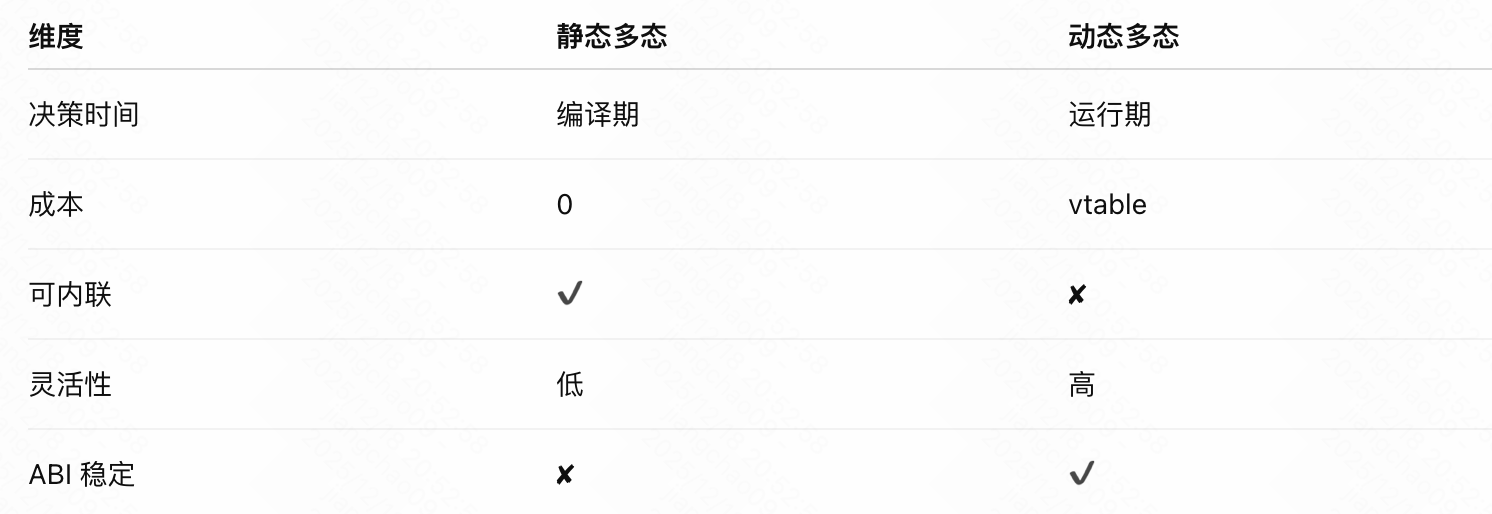 维度 静态多态 动态多态
决策时间 编译期 运行期
成本 0 vtable
可内联 ✔ ✘
灵活性 低 高
ABI 稳定 ✘ ✔